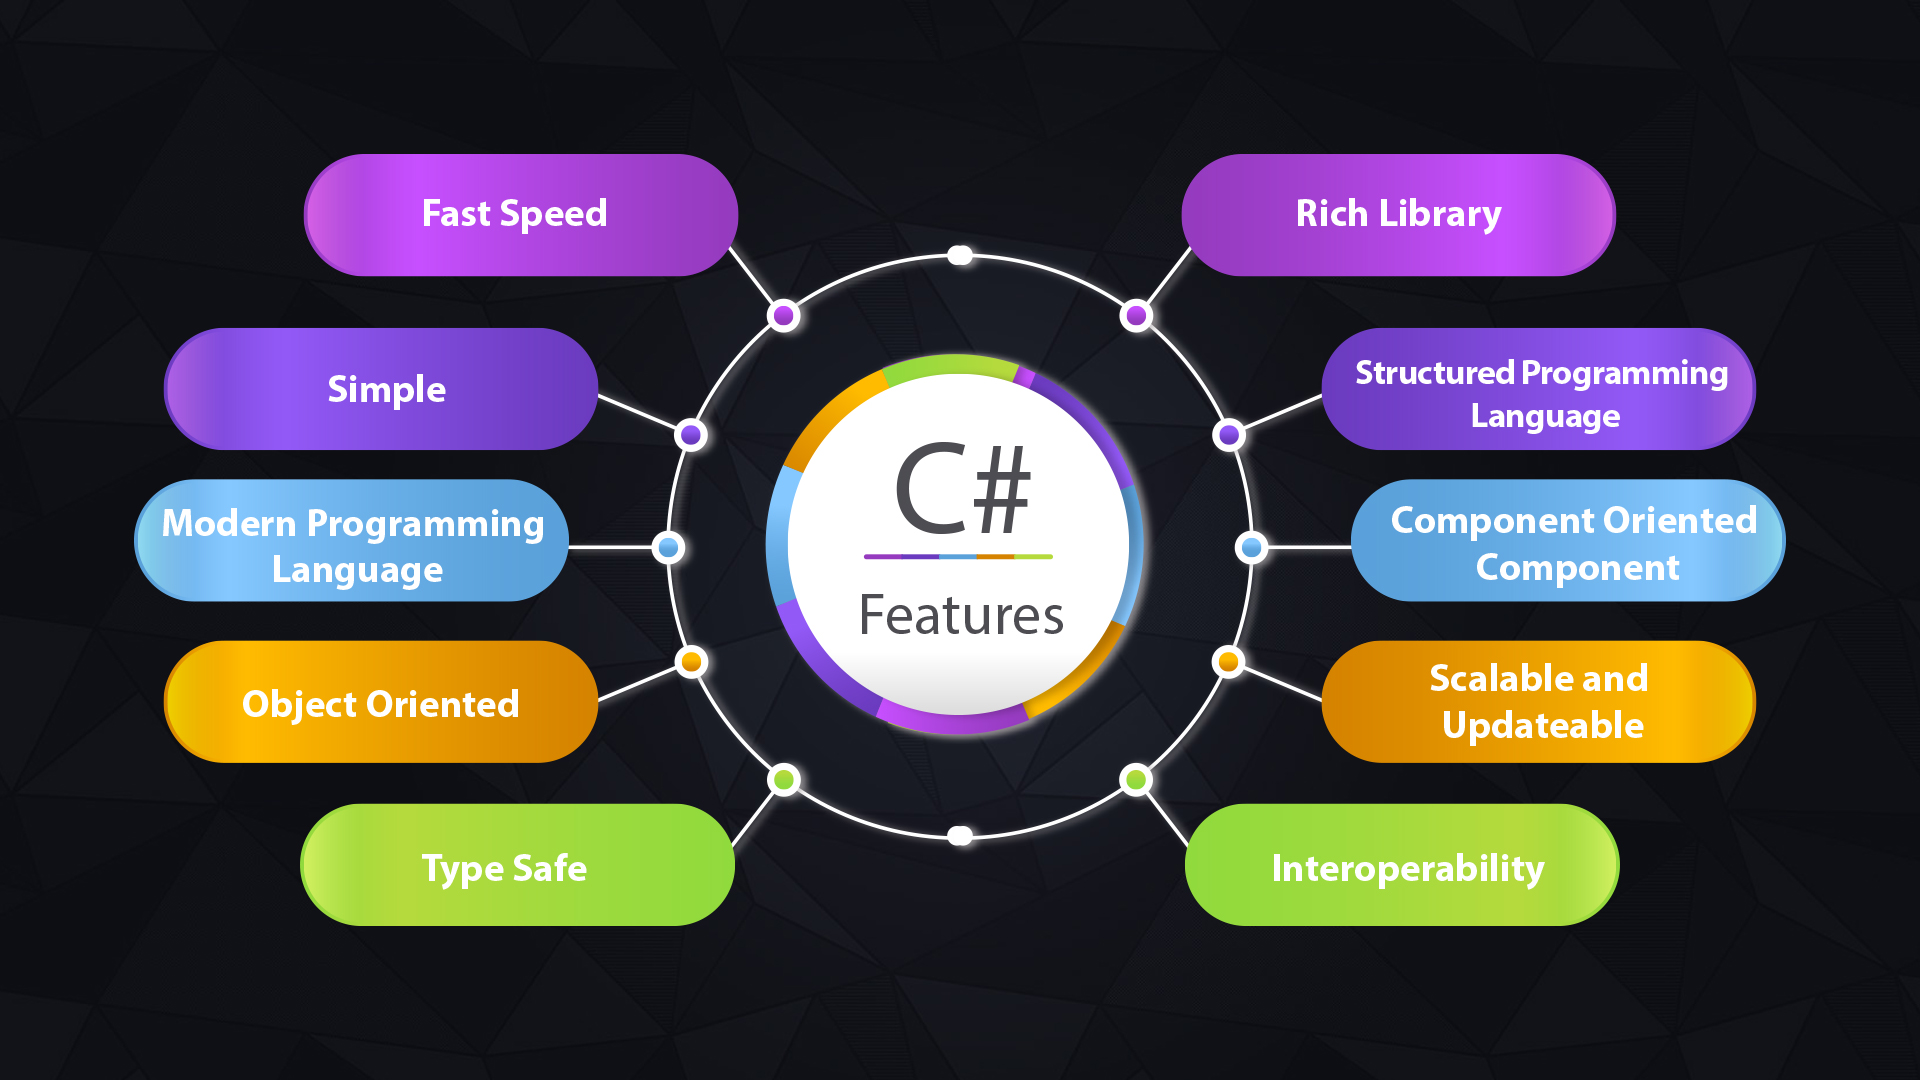 Fast Speed
Simple
Modern Programming
Language
Object Oriented
Type Safe
C#
Features
Rich Library
Structured Programming
Language
Component Oriented
Component
Scalable and
Updateable
Interoperability